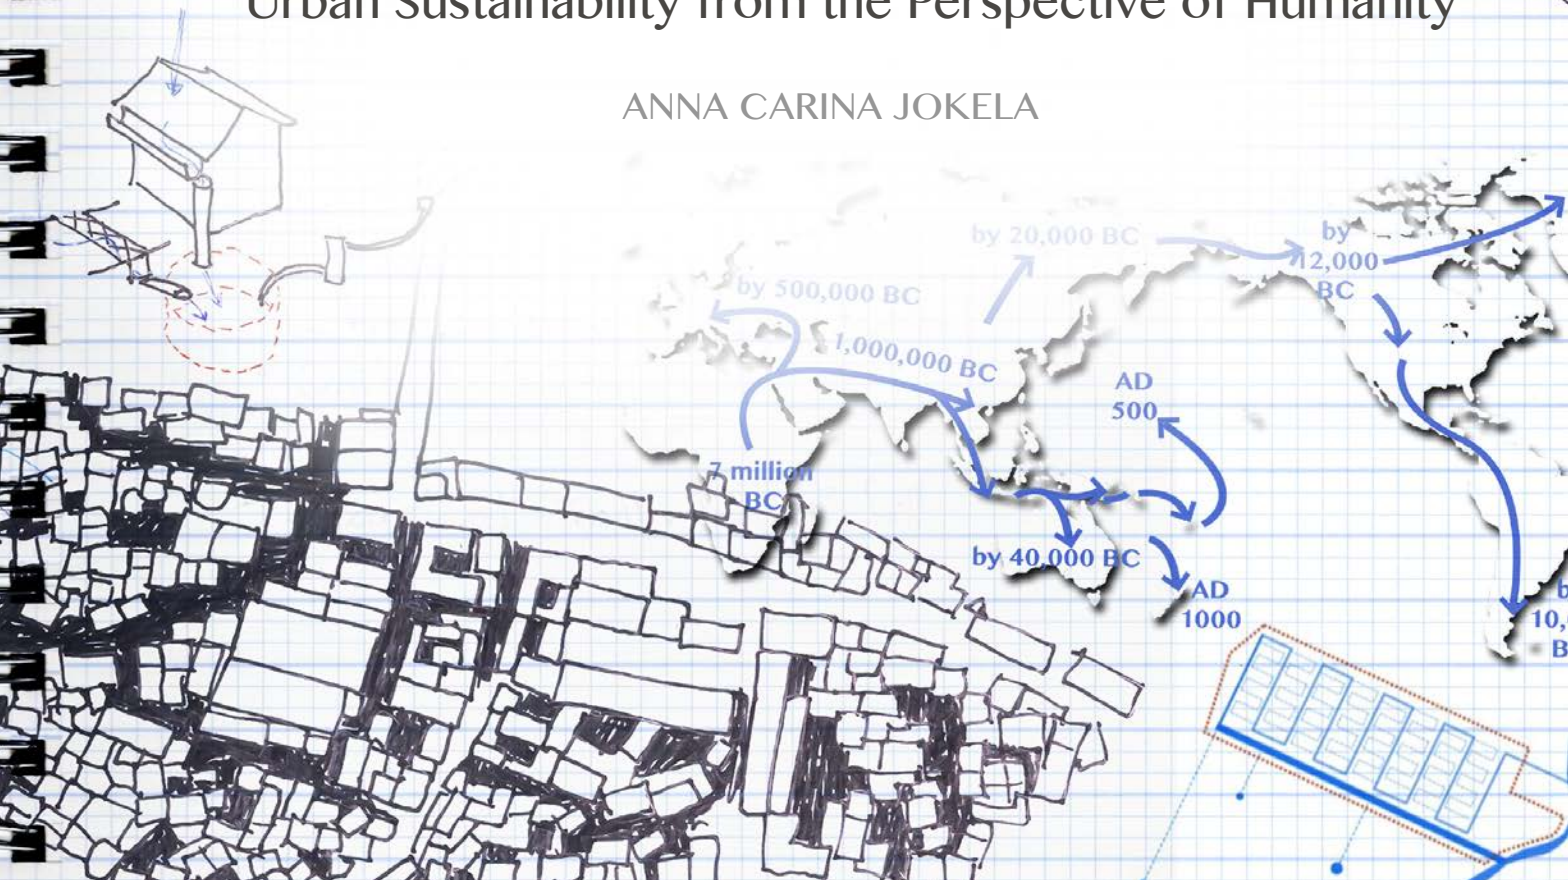 Urban Sustainability from the Perspective of Humanity
ANNA CARINA JOKELA
by 20,000 BC
by
12,000
BC
by 500,000 BC
1,000,000 BC
AD
500
7 million
BC
by 40,000 BC
AD
1000
10,